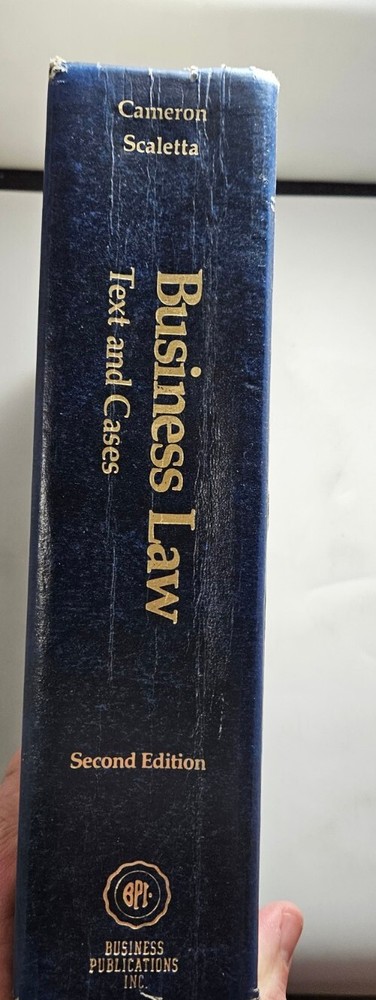 Cameron
Scaletta
Business Law
Text and Cases
Second Edition
BPI
BUSINESS
PUBLICATIONS
INC.